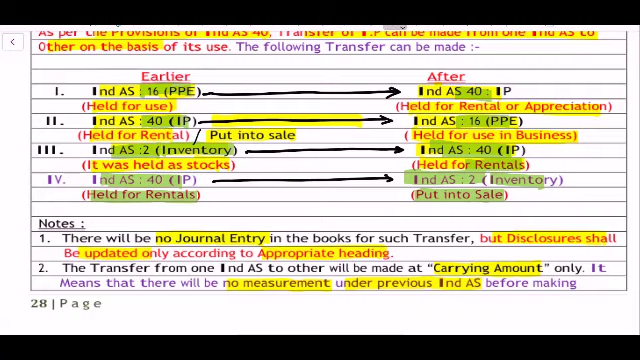 As per the Provisions of Ind AS 40, Transfer of I.P can be made from one Ind AS to
Other on the basis of its use. The following Transfer can be made :-
Earlier After
I. Ind AS : 16 (PPE) Ind AS 40 : IP
(Held for use) (Held for Rental or Appreciation)
II. Ind AS : 40 (IP) Ind AS : 16 (PPE)
(Held for Rental) / Put into sale (Held for use in Business)
III. Ind AS :2 (Inventory) Ind AS : 40 (IP)
(It was held as stocks) (Held for Rentals)
IV. Ind AS : 40 (IP) Ind AS : 2 (Inventory)
(Held for Rentals) (Put into Sale)
Notes :
1. There will be no Journal Entry in the books for such Transfer, but Disclosures shall
Be updated only according to Appropriate heading.
2. The Transfer from one Ind AS to other will be made at "Carrying Amount" only. It
Means that there will be no measurement under previous Ind AS before making
28 | Page